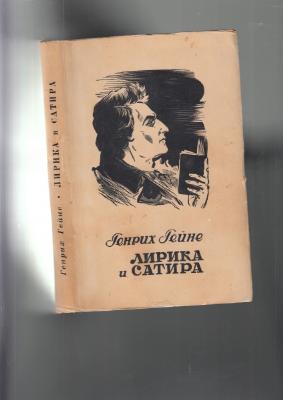 Генрих Гейне • ЛИРИКА и САТИРА
Генрих Гейне
ЛИРИКА
и САТИРА